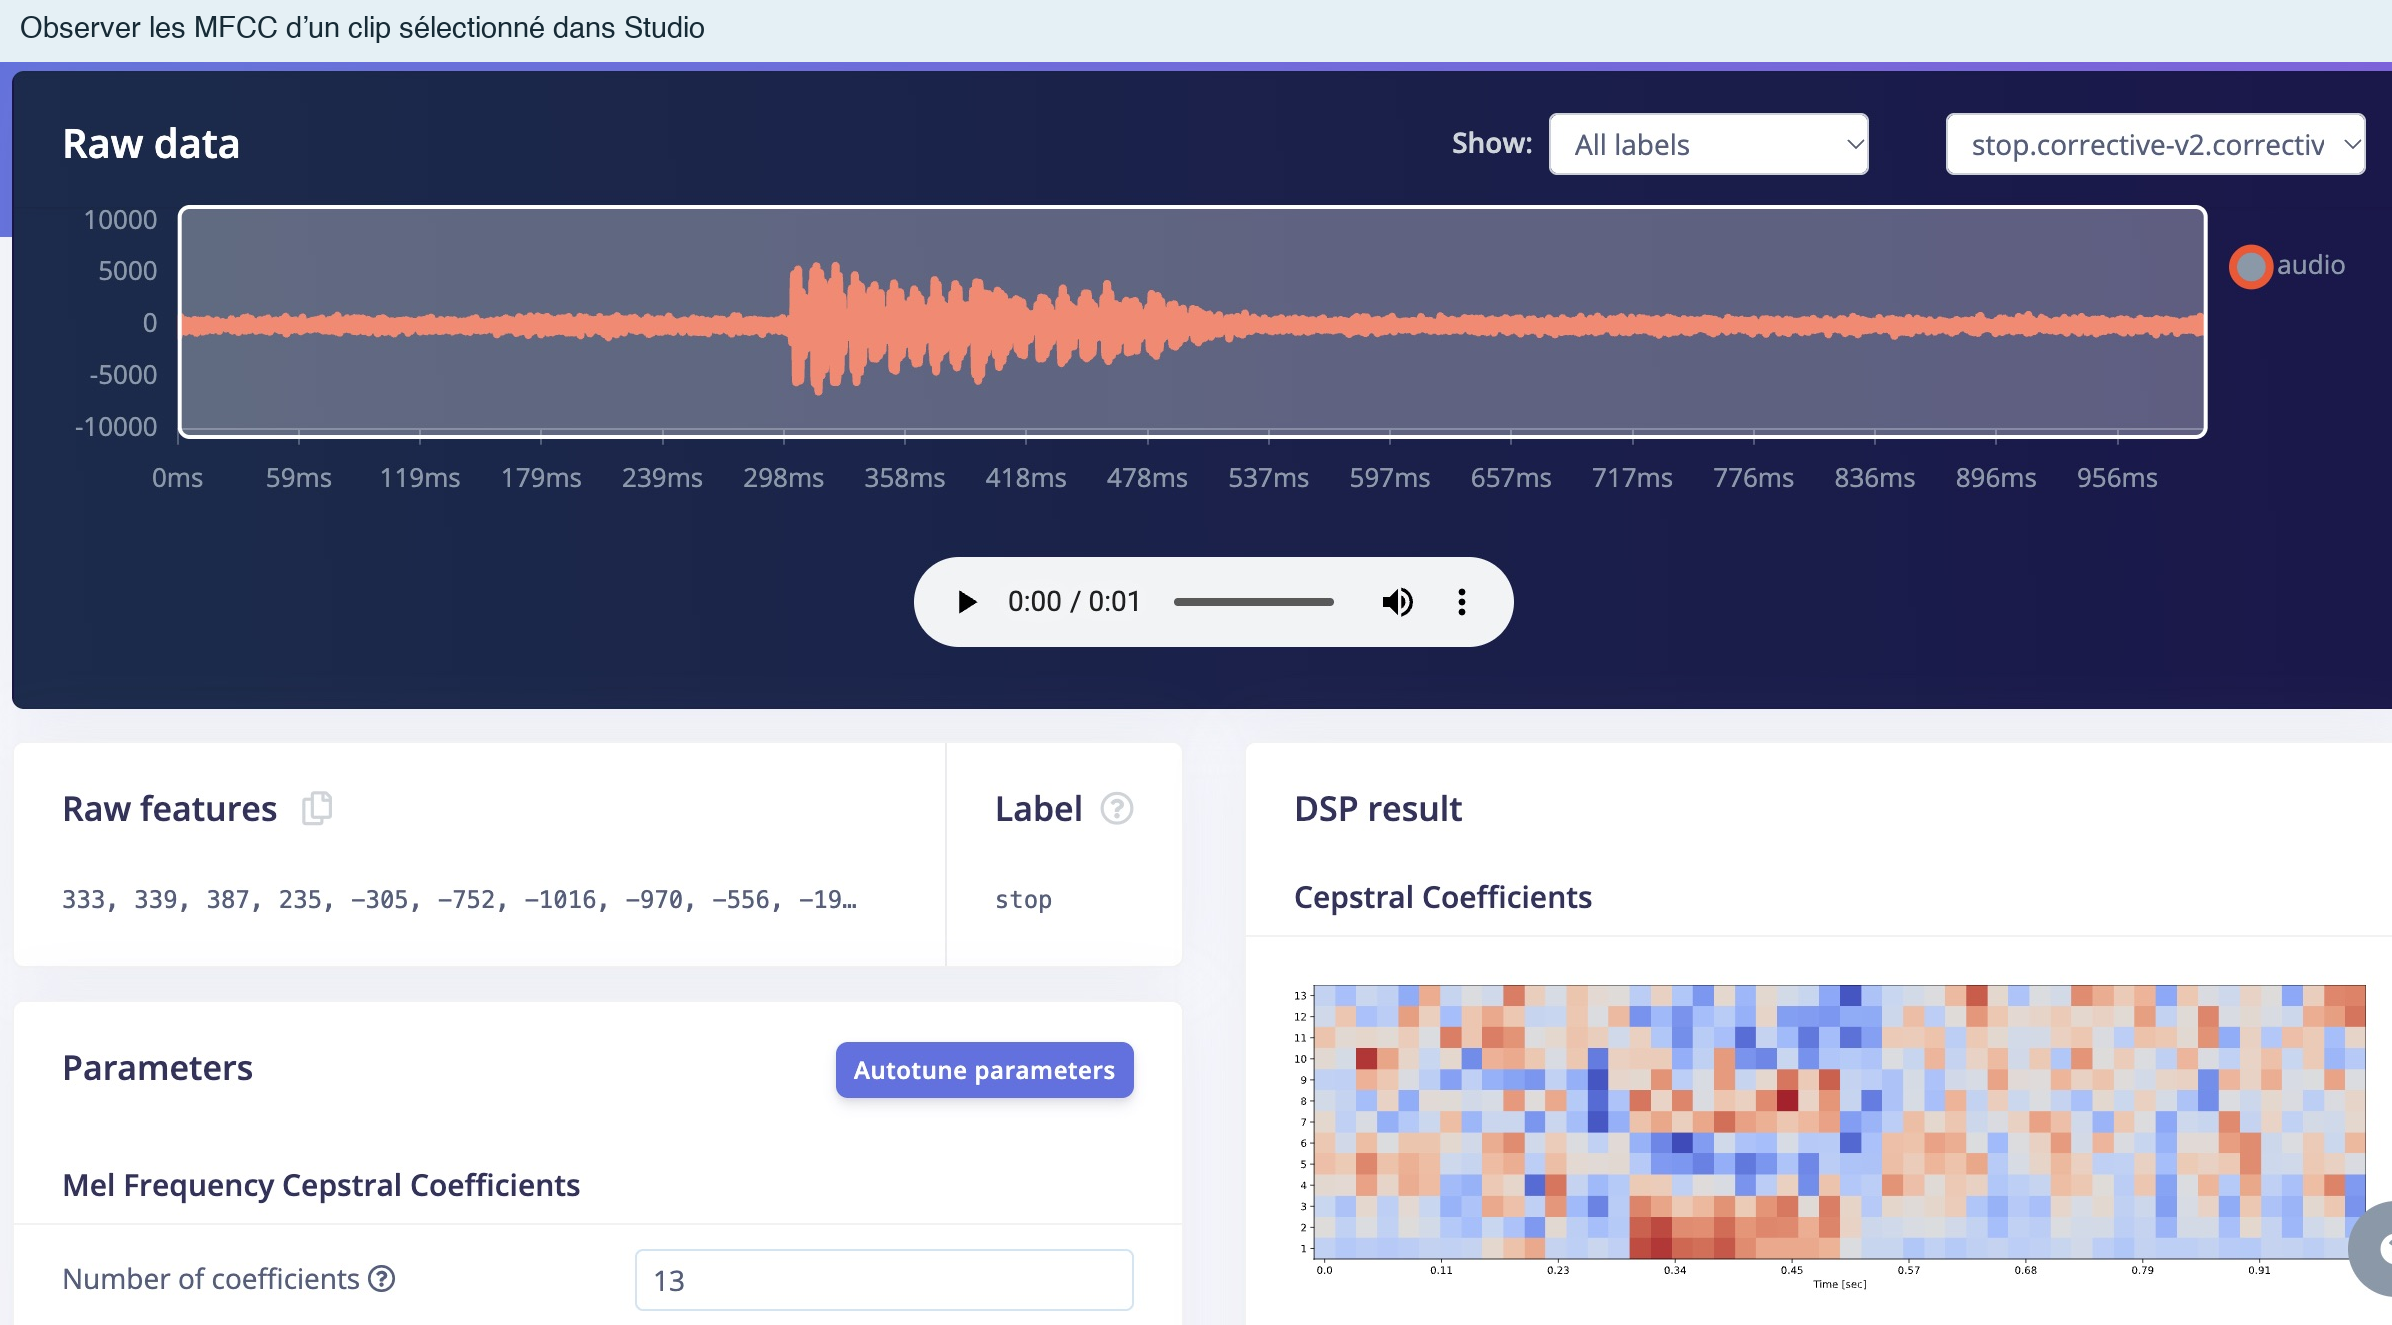 Observer les MFCC d’un clip sélectionné dans Studio
Raw data
Show:
All labels
stop.corrective-v2.correctiv
10000
5000
0
-5000
-10000
audio
0ms 59ms 119ms 179ms 239ms 298ms 358ms 418ms 478ms 537ms 597ms 657ms 717ms 776ms 836ms 896ms 956ms
0:00 / 0:01
Raw features
Label
333, 339, 387, 235, -305, -752, -1016, -970, -556, -19…
stop
Parameters
Autotune parameters
Mel Frequency Cepstral Coefficients
Number of coefficients
13
DSP result
Cepstral Coefficients
13
12
11
10
9
8
7
6
5
4
3
2
1
0.0 0.11 0.23 0.34 0.45 0.57 0.68 0.79 0.91
Time [sec]